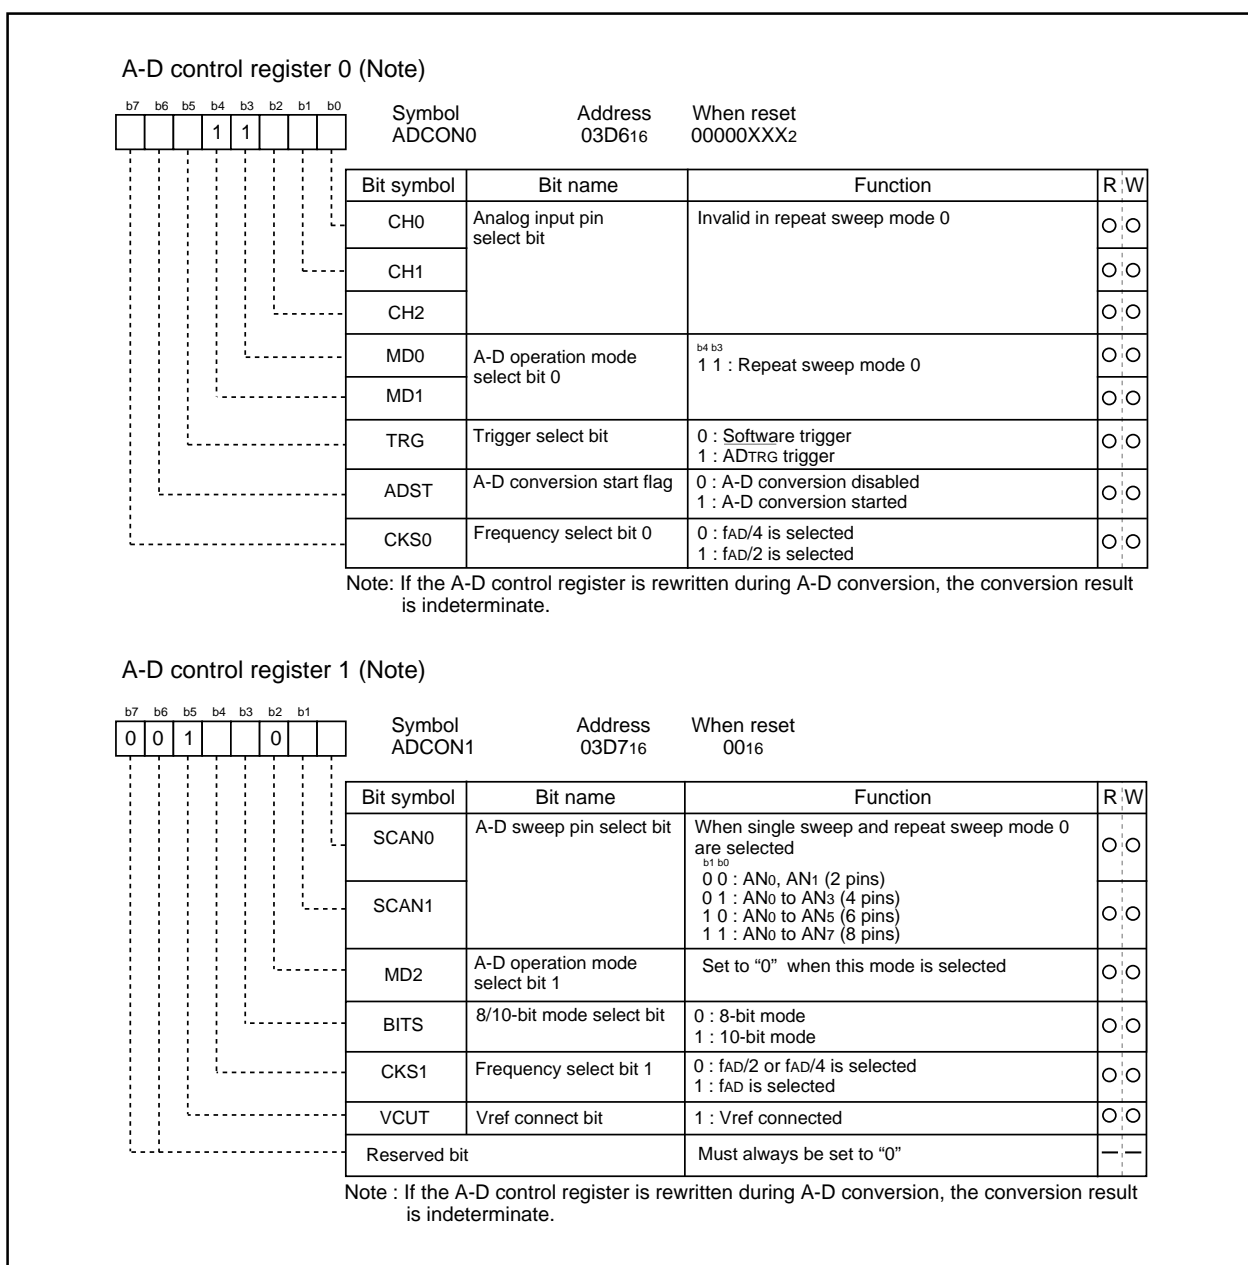 A-D control register 0 (Note)
b7 b6 b5 b4 b3 b2 b1 b0
1 1
Symbol Address When reset
ADCON0 03D616 00000XXX2
Bit symbol Bit name Function R W
CH0 Analog input pin select bit Invalid in repeat sweep mode 0
CH1
CH2
MD0 A-D operation mode select bit 0 b4 b3
1 1 : Repeat sweep mode 0
MD1
TRG Trigger select bit 0 : Software trigger
1 : ADTRG trigger
ADST A-D conversion start flag 0 : A-D conversion disabled
1 : A-D conversion started
CKS0 Frequency select bit 0 0 : fAD/4 is selected
1 : fAD/2 is selected
Note: If the A-D control register is rewritten during A-D conversion, the conversion result
is indeterminate.
A-D control register 1 (Note)
b7 b6 b5 b4 b3 b2 b1
0 0 1 0
Symbol Address When reset
ADCON1 03D716 0016
Bit symbol Bit name Function R W
SCAN0 A-D sweep pin select bit When single sweep and repeat sweep mode 0
are selected
b1 b0
0 0 : AN0, AN1 (2 pins)
0 1 : AN0 to AN3 (4 pins)
SCAN1 1 0 : AN0 to AN5 (6 pins)
1 1 : AN0 to AN7 (8 pins)
MD2 A-D operation mode select bit 1 Set to “0” when this mode is selected
BITS 8/10-bit mode select bit 0 : 8-bit mode
1 : 10-bit mode
CKS1 Frequency select bit 1 0 : fAD/2 or fAD/4 is selected
1 : fAD is selected
VCUT Vref connect bit 1 : Vref connected
Reserved bit Must always be set to “0” — —
Note : If the A-D control register is rewritten during A-D conversion, the conversion result
is indeterminate.